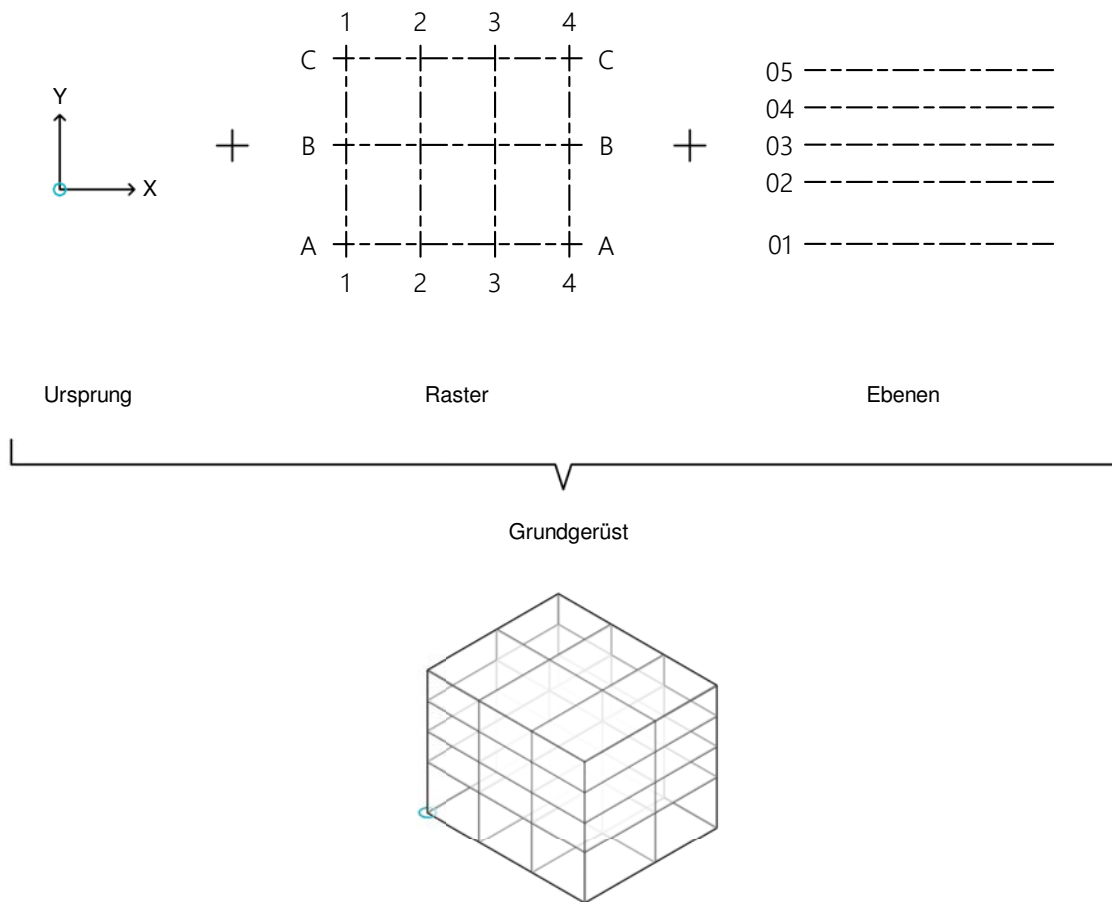 1 2 3 4
C C
05
Y
04
B B
03
02
X
A A
01
1 2 3 4
Ursprung
Raster
Ebenen
Grundgerüst